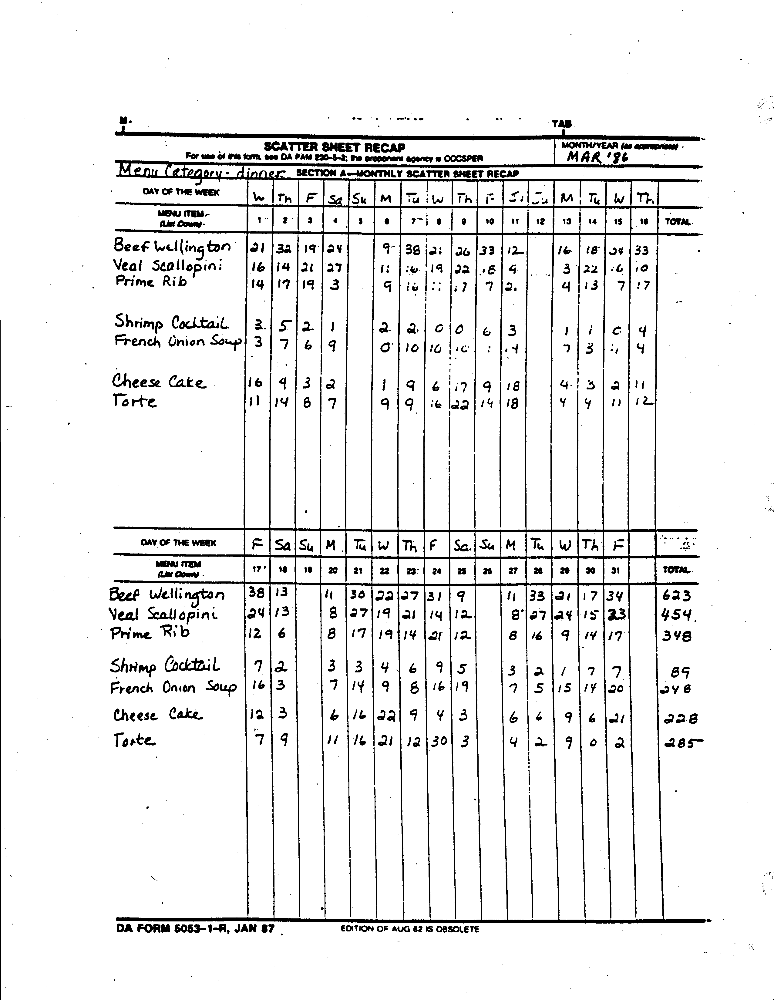 M
TAB
SCATTER SHEET RECAP
For use of this form, see DA PAM 230-5-2; the proponent agency is ODCSPER
MONTH/YEAR (as appropriate)
MAR '86
Menu Category - dinner SECTION A—MONTHLY SCATTER SHEET RECAP
DAY OF THE WEEK W Th F Sa Su M Tu W Th F M Tu W Th.
MENU ITEM (List Down) 1 2 3 4 5 6 7 8 9 10 11 12 13 14 15 16 TOTAL
Beef Wellington 21 32 19 24 9 38 26 33 12 16 18 24 33
Veal Scallopini 16 14 21 27 19 22 4 3 22
Prime Rib 14 17 19 3 9 17 7 2 4 13 7 17
Shrimp Cocktail 3 5 2 1 2 2 0 0 6 3 1 1 0 4
French Onion Soup 3 7 6 9 0 10 10 10 7 3 4
Cheese Cake 16 4 3 2 1 9 6 17 9 18 4 3 2 11
Torte 11 14 8 7 9 9 16 22 14 18 4 4 11 12
DAY OF THE WEEK F Sa Su M Tu W Th F Sa. Su M Tu W Th F
MENU ITEM (List Down) 17 18 19 20 21 22 23 24 25 26 27 28 29 30 31 TOTAL
Beef Wellington 38 13 11 30 22 27 31 9 11 33 21 17 34 623
Veal Scallopini 24 13 8 27 19 21 14 12 8 27 24 15 23 454.
Prime Rib 12 6 8 17 19 14 21 12 8 16 9 14 17 348
Shrimp Cocktail 7 2 3 3 4 6 9 5 3 2 1 7 7 89
French Onion Soup 16 3 7 14 9 8 16 19 7 5 15 14 20 248
Cheese Cake 12 3 6 16 22 9 4 3 6 6 9 6 21 228
Torte 7 9 11 16 21 12 30 3 4 2 9 0 2 285
DA FORM 5053-1-R, JAN 87
EDITION OF AUG 82 IS OBSOLETE